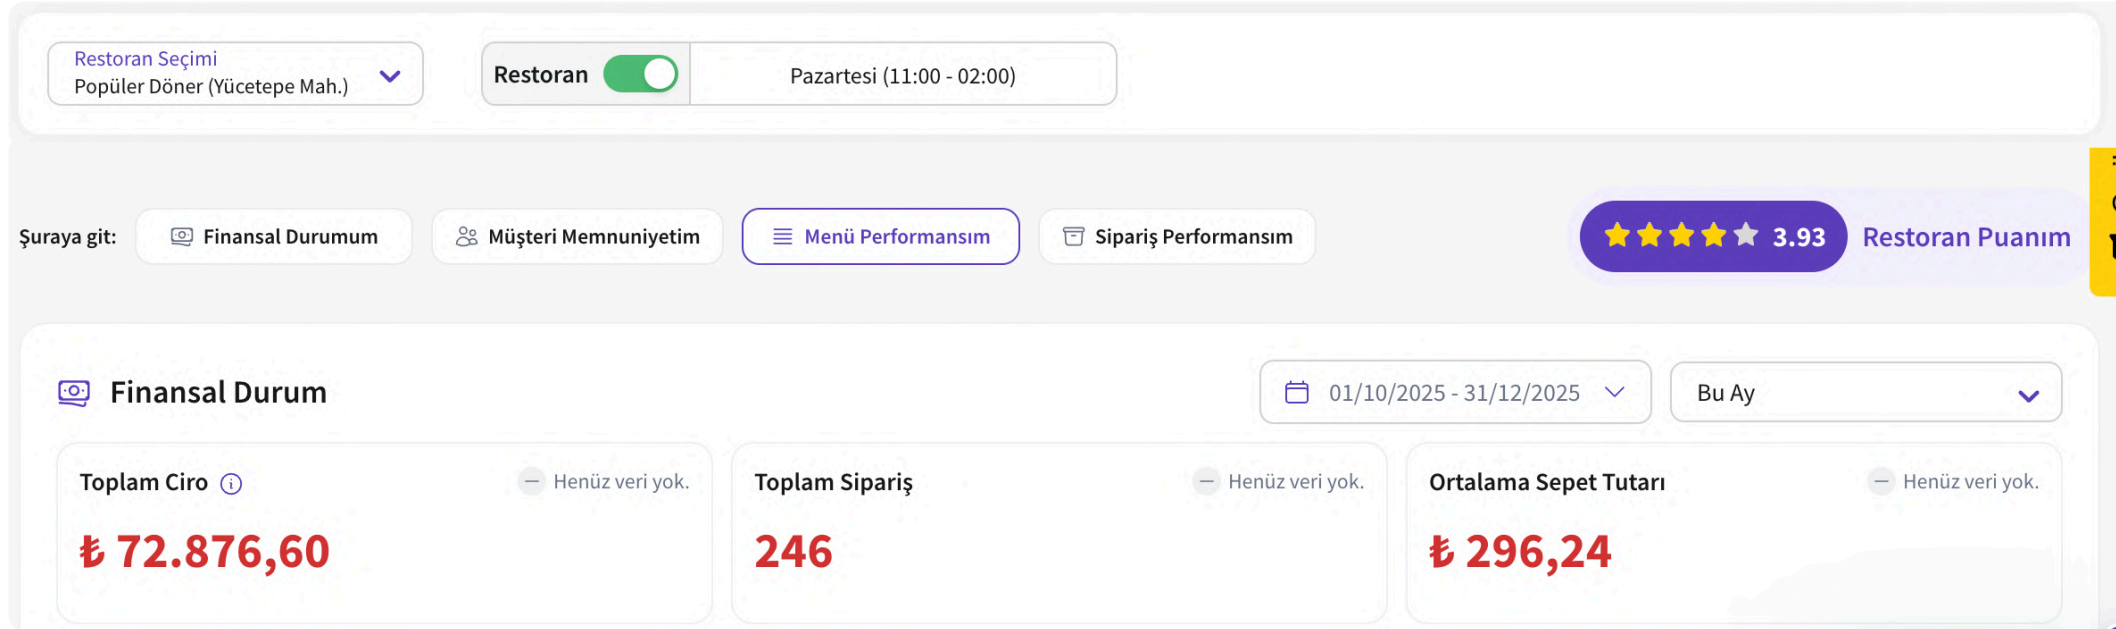 Restoran Seçimi
Popüler Döner (Yücetepe Mah.)
Restoran
Pazartesi (11:00 - 02:00)
Şuraya git:
Finansal Durumum
Müşteri Memnuniyetim
Menü Performansım
Sipariş Performansım
3.93
Restoran Puanım
Finansal Durum
01/10/2025 - 31/12/2025
Bu Ay
Toplam Ciro
Henüz veri yok.
₺ 72.876,60
Toplam Sipariş
Henüz veri yok.
246
Ortalama Sepet Tutarı
Henüz veri yok.
₺ 296,24